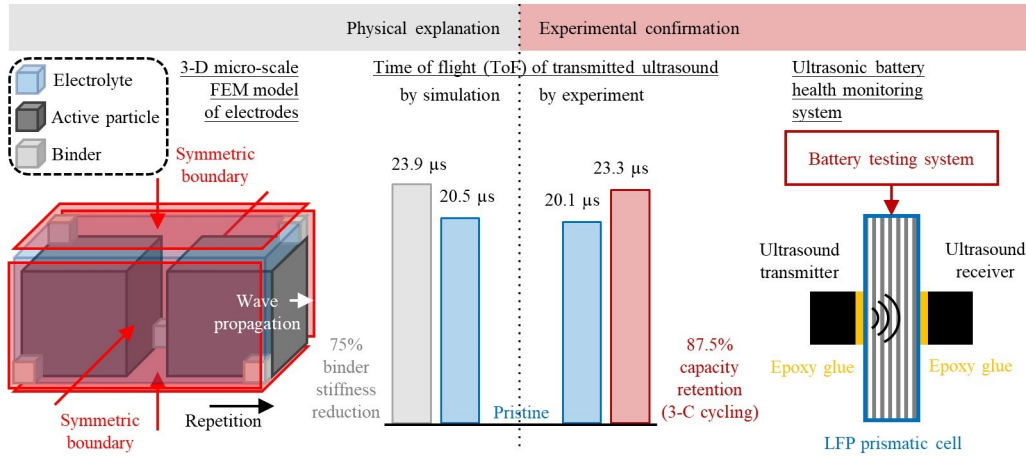 Physical explanation
Experimental confirmation
Electrolyte
Active particle
Binder
3-D micro-scale
FEM model
of electrodes
Symmetric
boundary
Wave
propagation
Symmetric
boundary
Repetition
Time of flight (ToF) of transmitted ultrasound
by simulation
by experiment
23.9 µs
20.5 µs
20.1 µs
23.3 µs
75%
binder
stiffness
reduction
Pristine
87.5%
capacity
retention
(3-C cycling)
Ultrasonic battery
health monitoring
system
Battery testing system
Ultrasound
transmitter
Ultrasound
receiver
Epoxy glue
Epoxy glue
LFP prismatic cell